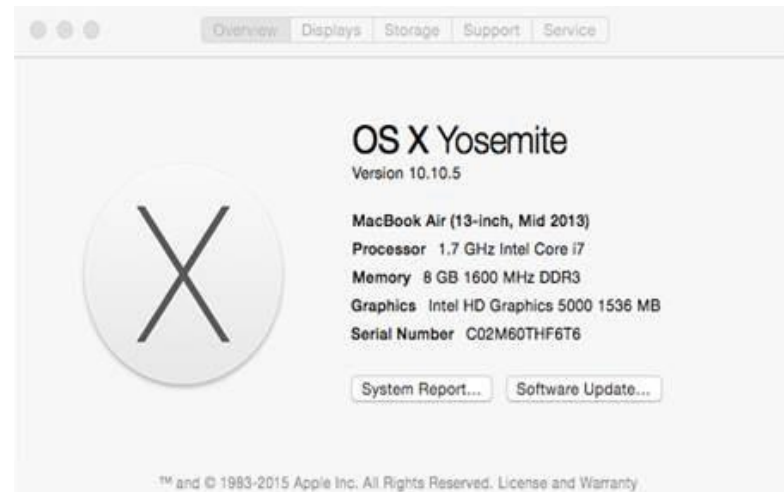 Overview Displays Storage Support Service
OS X Yosemite
Version 10.10.5
MacBook Air (13-inch, Mid 2013)
Processor 1.7 GHz Intel Core i7
Memory 8 GB 1600 MHz DDR3
Graphics Intel HD Graphics 5000 1536 MB
Serial Number C02M60THF6T6
System Report... Software Update...
™ and © 1983-2015 Apple Inc. All Rights Reserved. License and Warranty